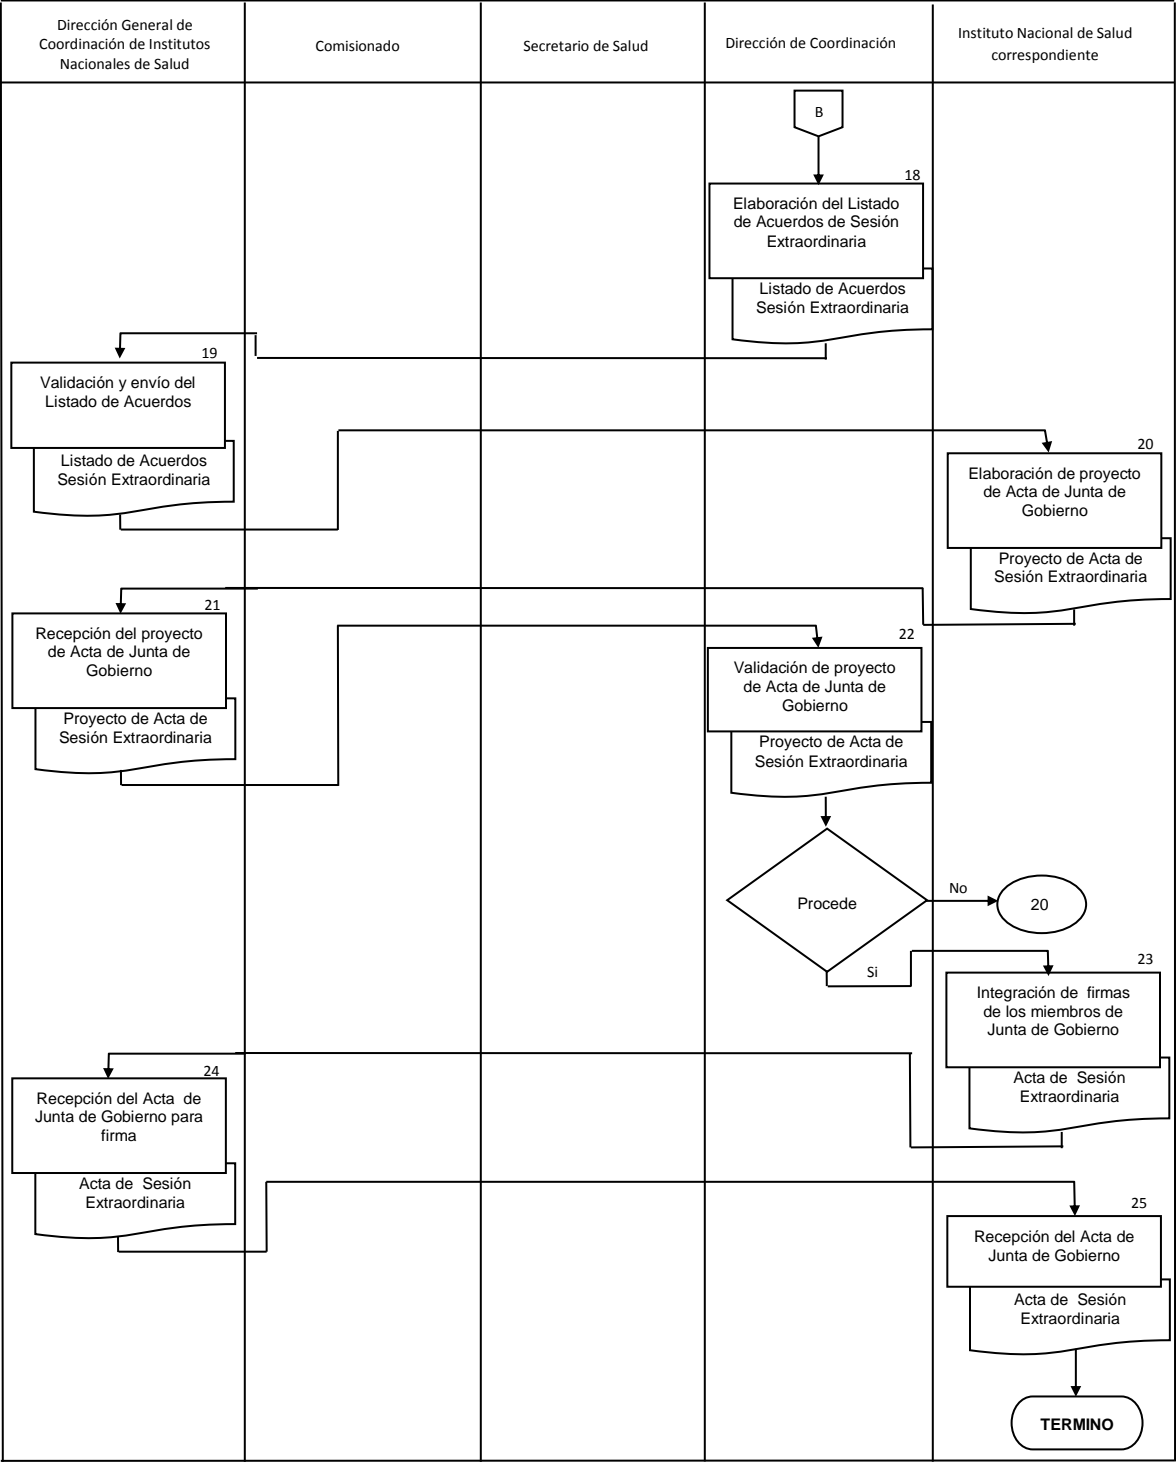 Dirección General de
Coordinación de Institutos
Nacionales de Salud
Comisionado
Secretario de Salud
Dirección de Coordinación
Instituto Nacional de Salud
correspondiente
B
18
Elaboración del Listado
de Acuerdos de Sesión
Extraordinaria
Listado de Acuerdos
Sesión Extraordinaria
19
Validación y envío del
Listado de Acuerdos
Listado de Acuerdos
Sesión Extraordinaria
20
Elaboración de proyecto
de Acta de Junta de
Gobierno
Proyecto de Acta de
Sesión Extraordinaria
21
Recepción del proyecto
de Acta de Junta de
Gobierno
Proyecto de Acta de
Sesión Extraordinaria
22
Validación de proyecto
de Acta de Junta de
Gobierno
Proyecto de Acta de
Sesión Extraordinaria
Procede
No
20
Si
23
Integración de firmas
de los miembros de
Junta de Gobierno
Acta de Sesión
Extraordinaria
24
Recepción del Acta de
Junta de Gobierno para
firma
Acta de Sesión
Extraordinaria
25
Recepción del Acta de
Junta de Gobierno
Acta de Sesión
Extraordinaria
TERMINO